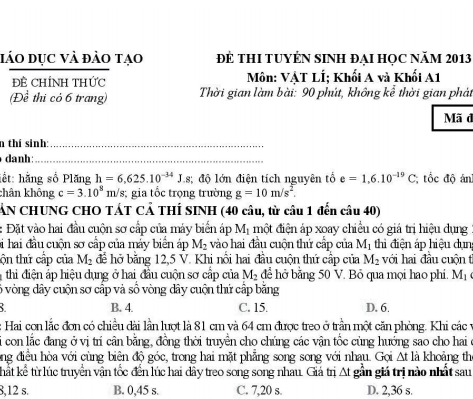 IÁO DỤC VÀ ĐÀO TẠO
ĐỀ THI TUYỂN SINH ĐẠI HỌC NĂM 2013
ĐỀ CHÍNH THỨC
Môn: VẬT LÍ; Khối A và Khối A1
(Đề thi có 6 trang)
Thời gian làm bài: 90 phút, không kể thời gian phát
Mã đ
n thí sinh:
o danh:
iết: hằng số Plăng h = 6,625.10⁻³⁴ J.s; độ lớn điện tích nguyên tố e = 1,6.10⁻¹⁹ C; tốc độ ánh
chân không c = 3.10⁸ m/s; gia tốc trọng trường g = 10 m/s².
ẦN CHUNG CHO TẤT CẢ THÍ SINH (40 câu, từ câu 1 đến câu 40)
: Đặt vào hai đầu cuộn sơ cấp của máy biến áp M₁ một điện áp xoay chiều có giá trị hiệu dụng
i hai đầu cuộn sơ cấp của máy biến áp M₂ vào hai đầu cuộn thứ cấp của M₁ thì điện áp hiệu dụng
ộn thứ cấp của M₂ để hở bằng 12,5 V. Khi nối hai đầu cuộn thứ cấp của M₂ với hai đầu cuộn th
₁ thì điện áp hiệu dụng ở hai đầu cuộn sơ cấp của M₂ để hở bằng 50 V. Bỏ qua mọi hao phí. M₁ c
ố vòng dây cuộn sơ cấp và số vòng dây cuộn thứ cấp bằng
8. B. 4. C. 15. D. 6.
: Hai con lắc đơn có chiều dài lần lượt là 81 cm và 64 cm được treo ở trần một căn phòng. Khi các v
i con lắc đang ở vị trí cân bằng, đồng thời truyền cho chúng các vận tốc cùng hướng sao cho hai c
ộng điều hòa với cùng biên độ góc, trong hai mặt phẳng song song với nhau. Gọi Δt là khoảng thờ
hất kể từ lúc truyền vận tốc đến lúc hai dây treo song song nhau. Giá trị Δt gần giá trị nào nhất sau
8,12 s. B. 0,45 s. C. 7,20 s. D. 2,36 s.